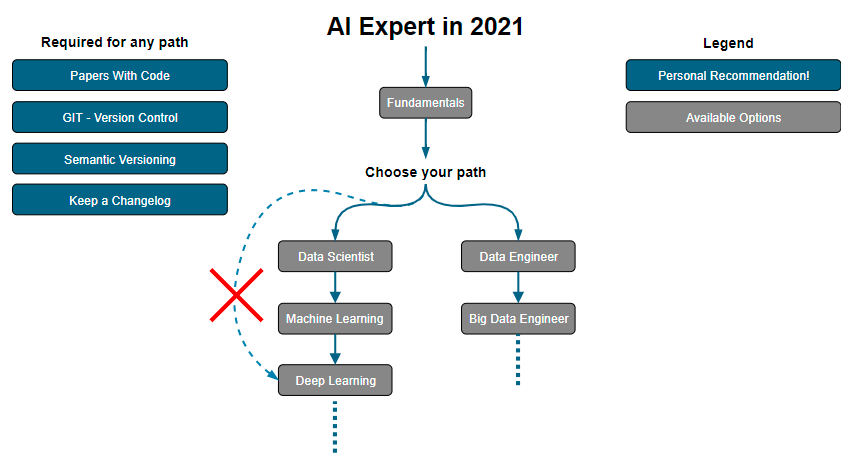 AI Expert in 2021
Required for any path
Papers With Code
GIT - Version Control
Semantic Versioning
Keep a Changelog
Legend
Personal Recommendation!
Available Options
Fundamentals
Choose your path
Data Scientist
Data Engineer
Machine Learning
Big Data Engineer
Deep Learning